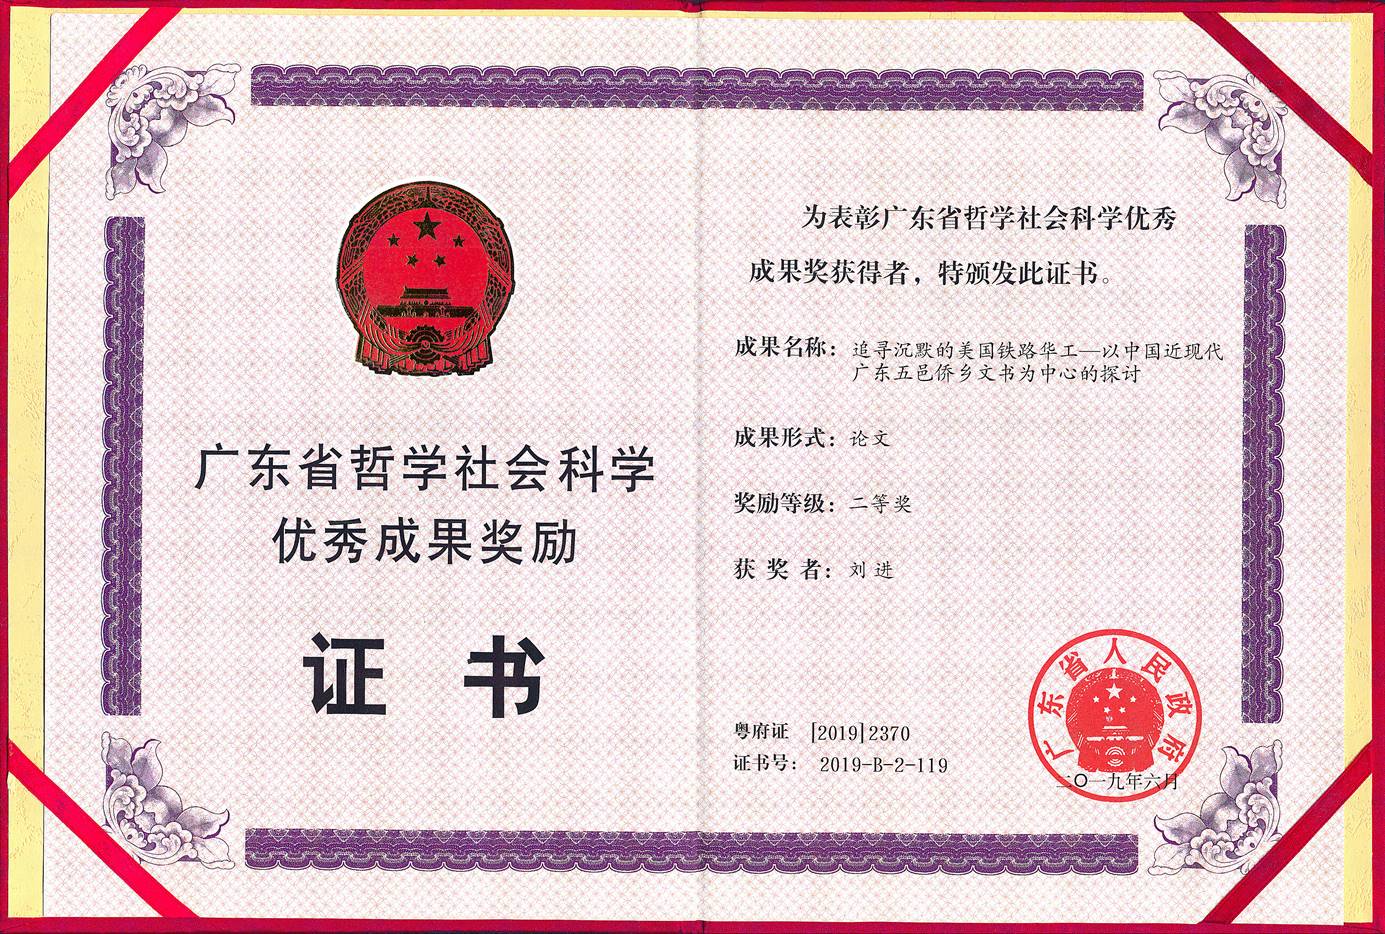 广东省哲学社会科学
优秀成果奖励
证 书
为表彰广东省哲学社会科学优秀
成果奖获得者，特颁发此证书。
成果名称：追寻沉默的美国铁路华工—以中国近现代
广东五邑侨乡文书为中心的探讨
成果形式：论文
奖励等级：二等奖
获 奖 者：刘进
粤府证 [2019]2370
证书号： 2019-B-2-119
广东省人民政府
二〇一九年六月